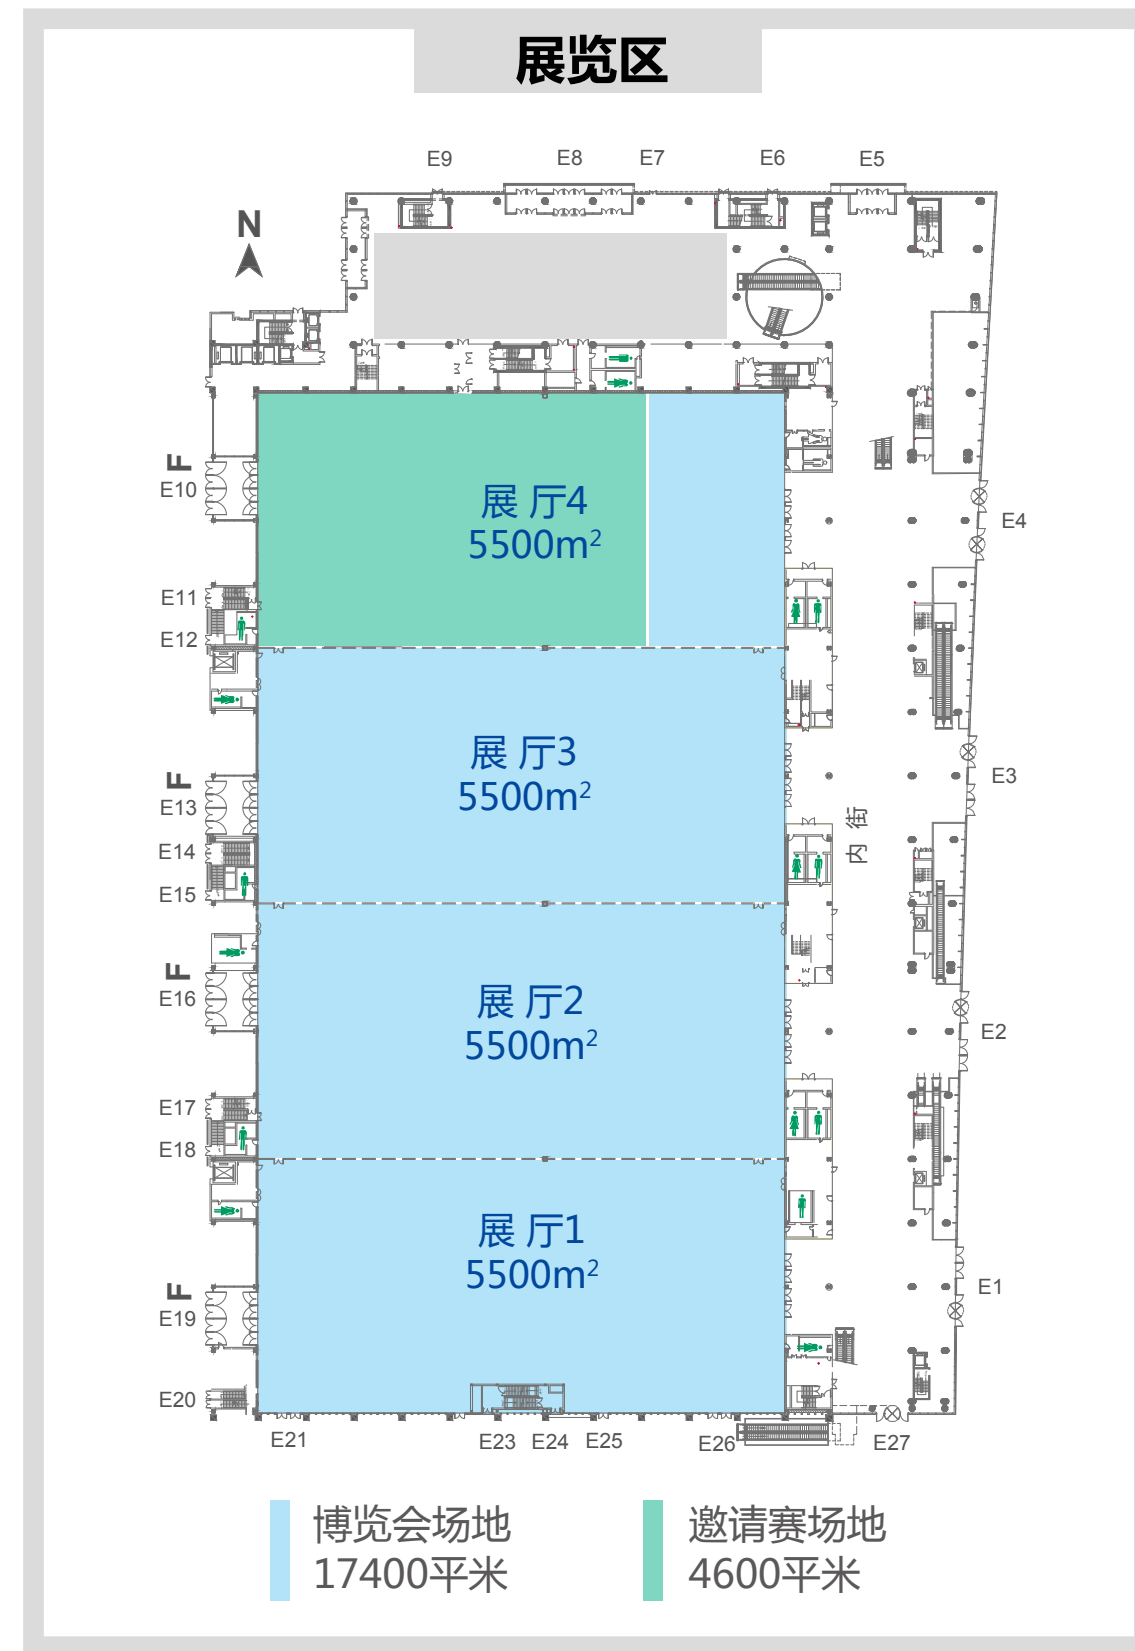 展览区
E9
E8
E7
E6
E5
N
F
E10
展 厅4
5500m²
E4
E11
E12
展 厅3
5500m²
E3
F
E13
内街
E14
E15
F
E16
展 厅2
5500m²
E2
E17
E18
展 厅1
5500m²
E1
F
E19
E20
E21
E23
E24
E25
E26
E27
博览会场地
17400平米
邀请赛场地
4600平米